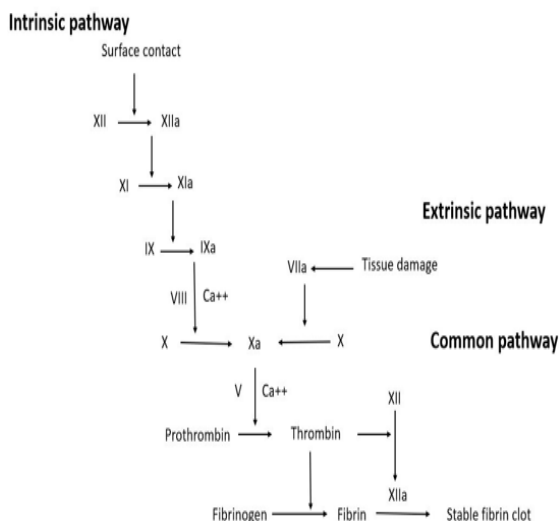 Intrinsic pathway
Surface contact
XII XIIa
XI XIa
Extrinsic pathway
IX IXa
VIIa Tissue damage
VIII Ca++
X Xa X Common pathway
V Ca++ XII
Prothrombin Thrombin
XIIa
Fibrinogen Fibrin Stable fibrin clot